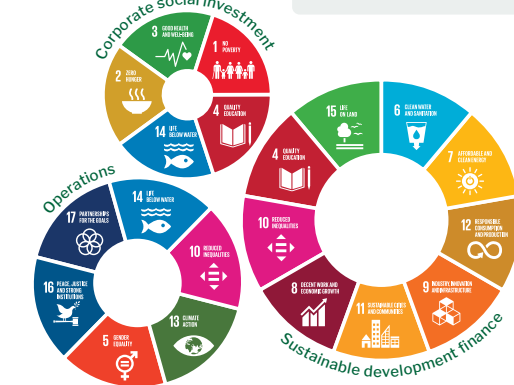 Corporate social investment
3 GOOD HEALTH
AND WELL-BEING
1 NO
POVERTY
2 ZERO
HUNGER
4 QUALITY
EDUCATION
14 LIFE
BELOW WATER
Operations
14 LIFE
BELOW WATER
17 PARTNERSHIPS
FOR THE GOALS
10 REDUCED
INEQUALITIES
16 PEACE, JUSTICE
AND STRONG
INSTITUTIONS
13 CLIMATE
ACTION
5 GENDER
EQUALITY
15 LIFE
ON LAND
6 CLEAN WATER
AND SANITATION
4 QUALITY
EDUCATION
7 AFFORDABLE AND
CLEAN ENERGY
10 REDUCED
INEQUALITIES
12 RESPONSIBLE
CONSUMPTION
AND PRODUCTION
8 DECENT WORK AND
ECONOMIC GROWTH
9 INDUSTRY, INNOVATION
AND INFRASTRUCTURE
11 SUSTAINABLE CITIES
AND COMMUNITIES
Sustainable development finance